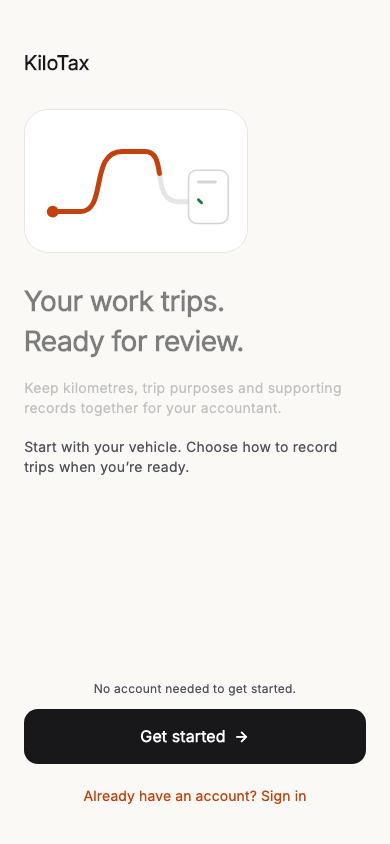 KiloTax
Your work trips.
Ready for review.
Keep kilometres, trip purposes and supporting
records together for your accountant.
Start with your vehicle. Choose how to record
trips when you’re ready.
No account needed to get started.
Get started →
Already have an account? Sign in